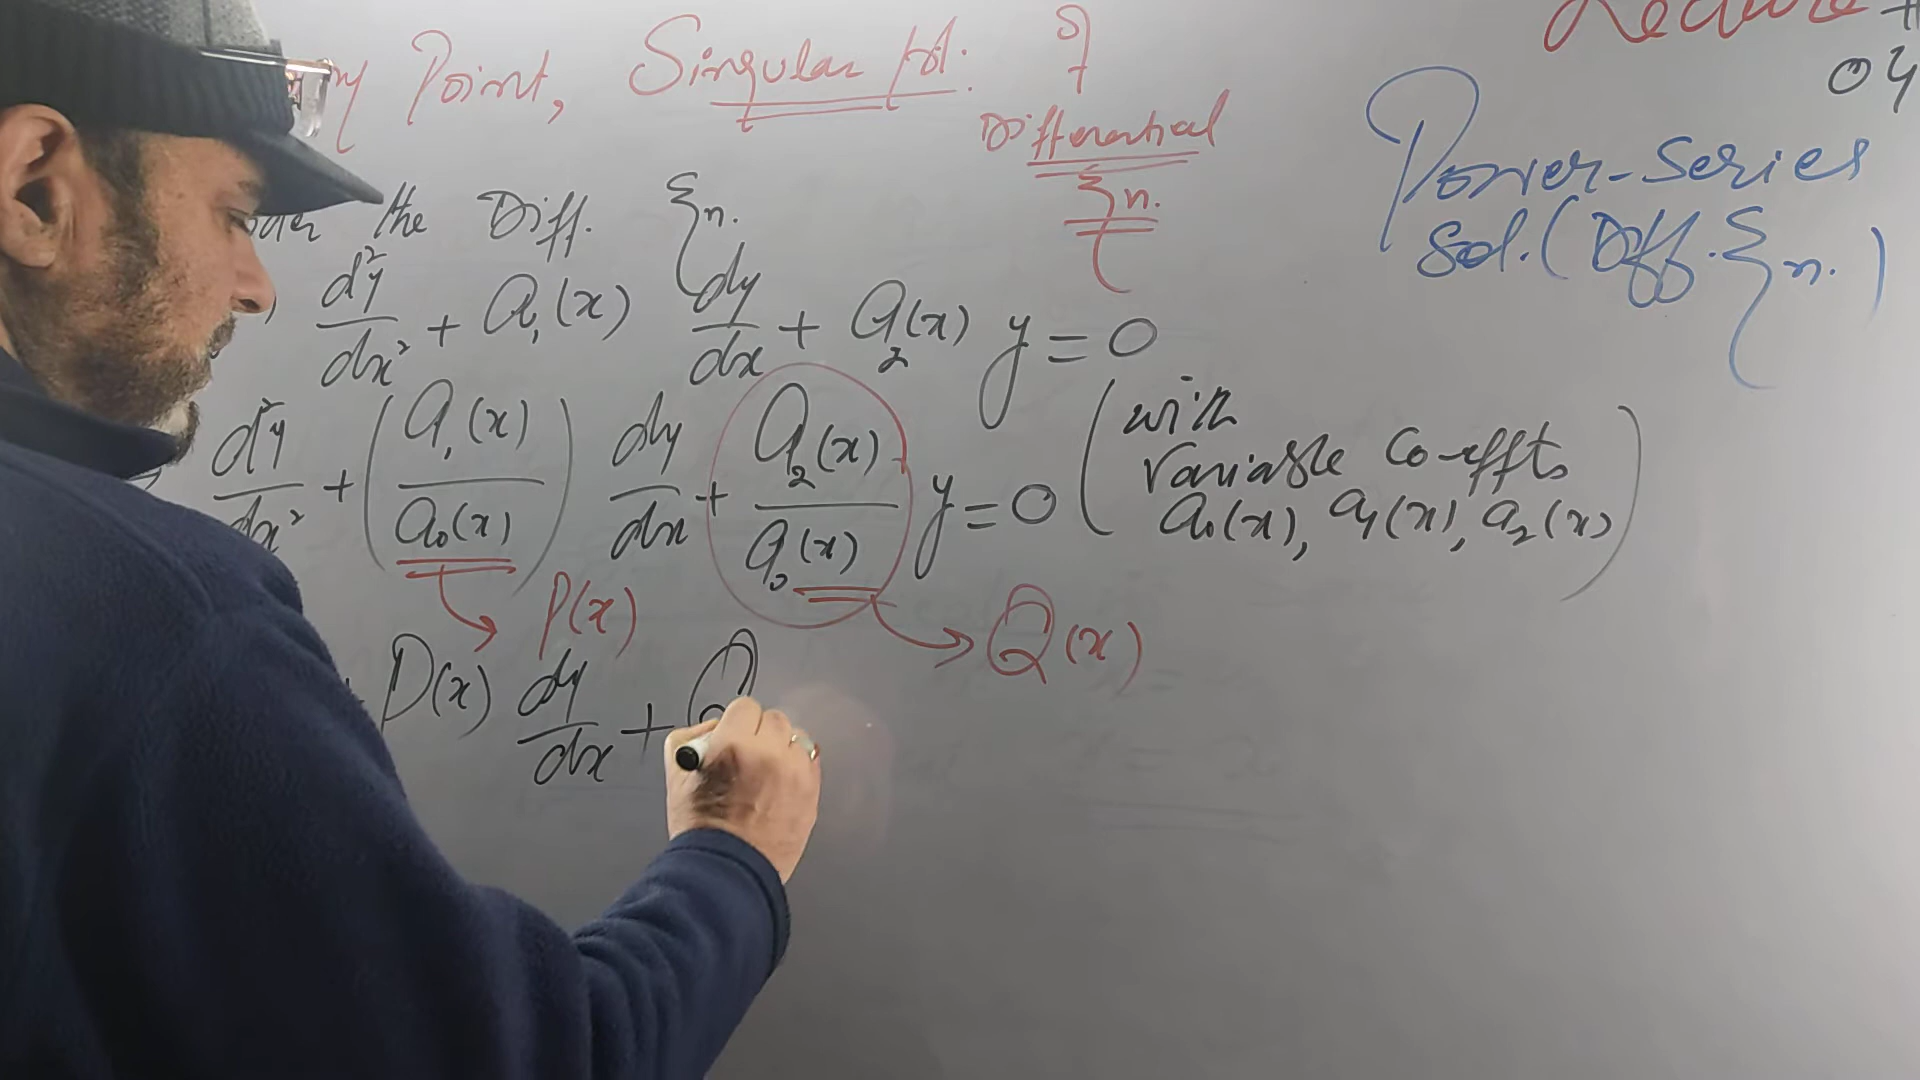 Lecture #
04
Point, Singular pt. of
Differential
Eqn.
Power-Series
Sol. (Diff. Eqn.)
the Diff. Eqn.
d²y/dx² + a₁(x) dy/dx + a₂(x) y = 0
d²y/dx² + (a₁(x)/a₀(x)) dy/dx + a₂(x)/a₀(x) y = 0 (with
variable co-effts
a₀(x), a₁(x), a₂(x))
→ P(x) → Q(x)
P(x) dy/dx + Q